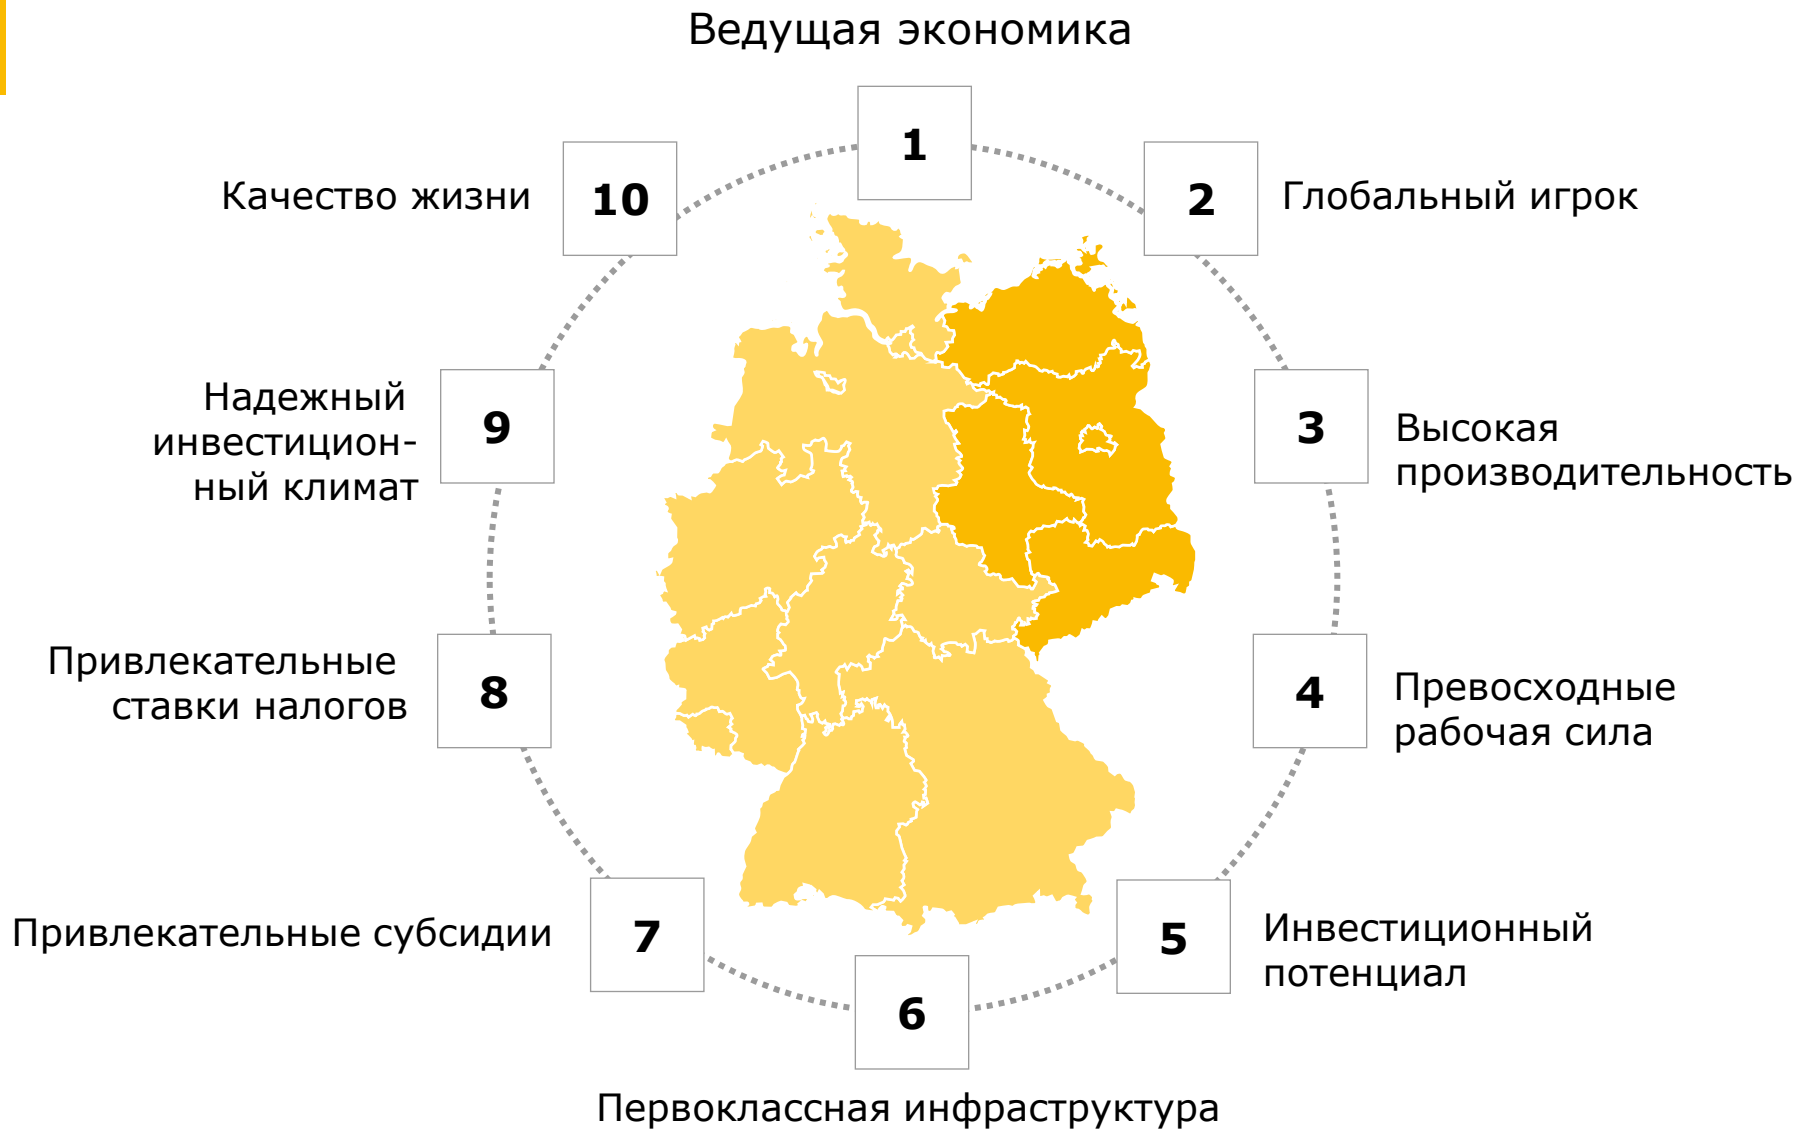 Ведущая экономика
1
2
Глобальный игрок
3
Высокая
производительность
4
Превосходные
рабочая сила
5
Инвестиционный
потенциал
6
Первоклассная инфраструктура
7
Привлекательные субсидии
8
Привлекательные
ставки налогов
9
Надежный
инвестицион-
ный климат
10
Качество жизни